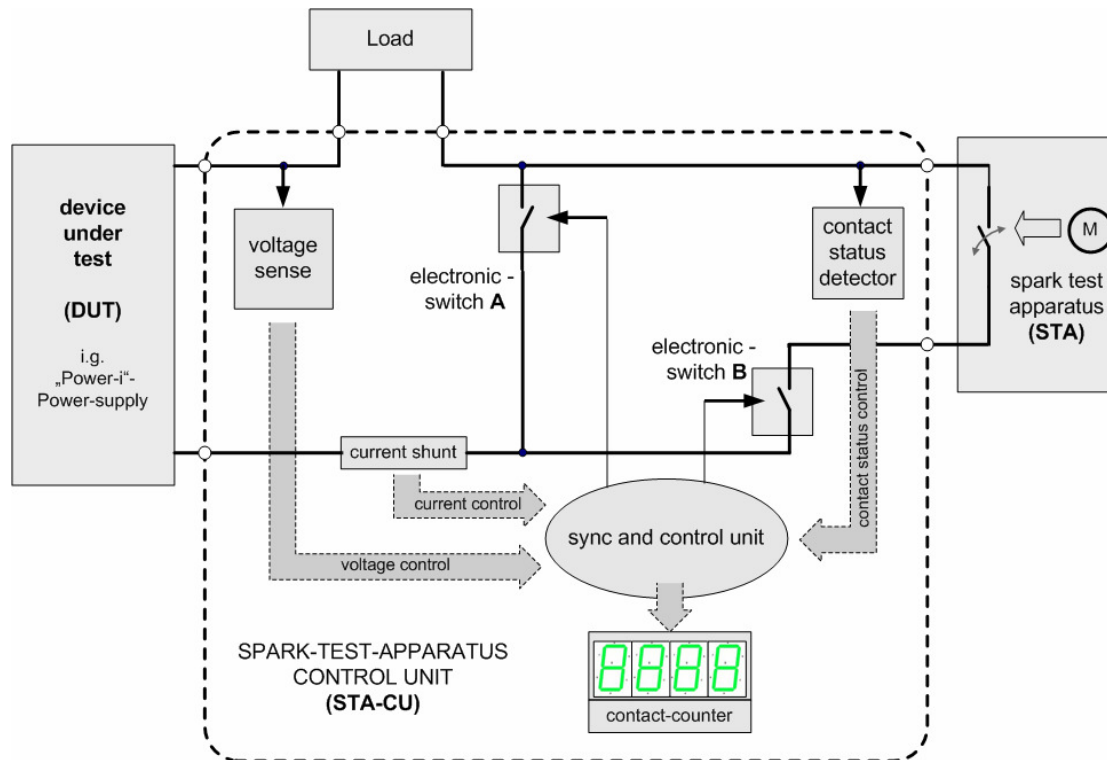 Load
device
under
test
(DUT)
i.g.
„Power-i“-
Power-supply
voltage
sense
electronic -
switch A
contact
status
detector
M
spark test
apparatus
(STA)
electronic -
switch B
current shunt
current control
contact status control
sync and control unit
voltage control
SPARK-TEST-APPARATUS
CONTROL UNIT
(STA-CU)
8888
contact-counter